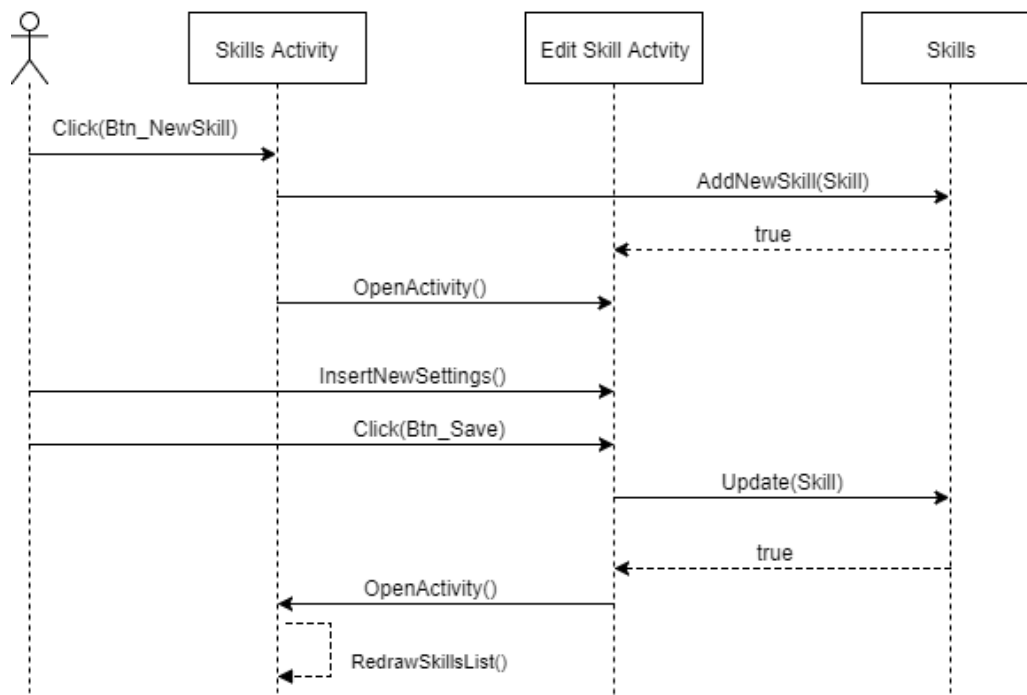 Skills Activity
Edit Skill Actvity
Skills
Click(Btn_NewSkill)
AddNewSkill(Skill)
true
OpenActivity()
InsertNewSettings()
Click(Btn_Save)
Update(Skill)
true
OpenActivity()
RedrawSkillsList()